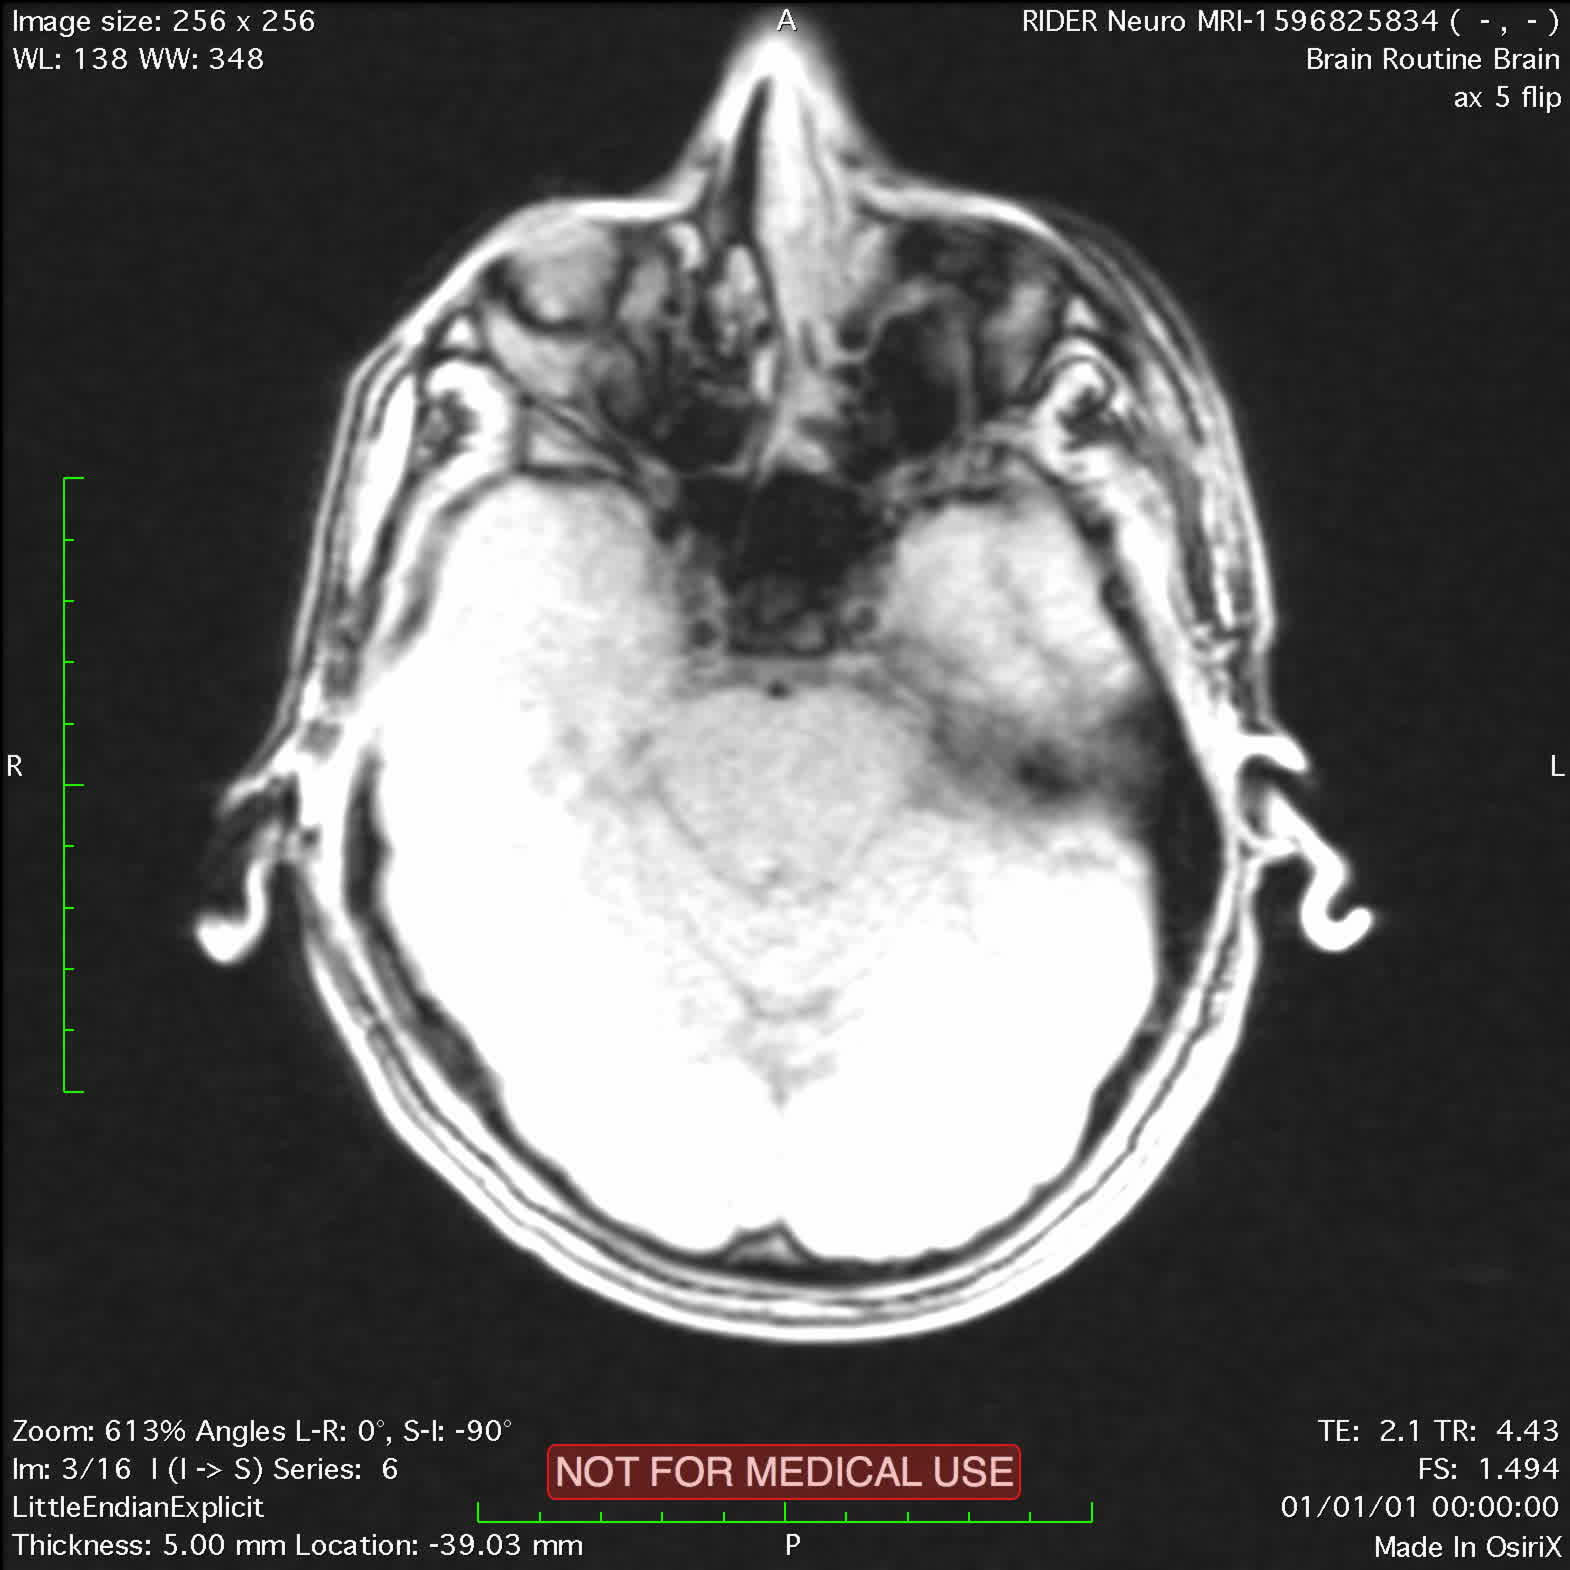 Image size: 256 x 256
WL: 138 WW: 348
A
RIDER Neuro MRI-1596825834 ( - , - )
Brain Routine Brain
ax 5 flip
R
L
Zoom: 613% Angles L-R: 0°, S-I: -90°
Im: 3/16 I (I -> S) Series: 6
LittleEndianExplicit
Thickness: 5.00 mm Location: -39.03 mm
NOT FOR MEDICAL USE
P
TE: 2.1 TR: 4.43
FS: 1.494
01/01/01 00:00:00
Made In OsiriX